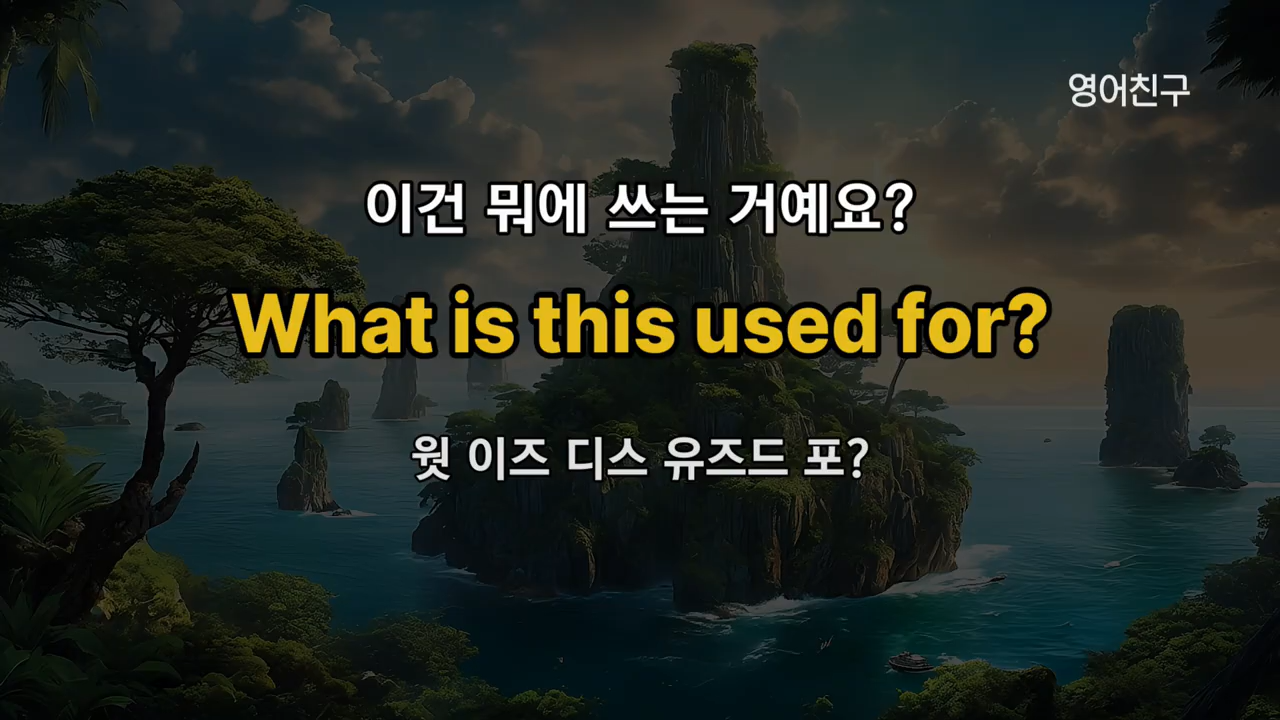 영어친구
이건 뭐에 쓰는 거예요?
What is this used for?
웟 이즈 디스 유즈드 포?